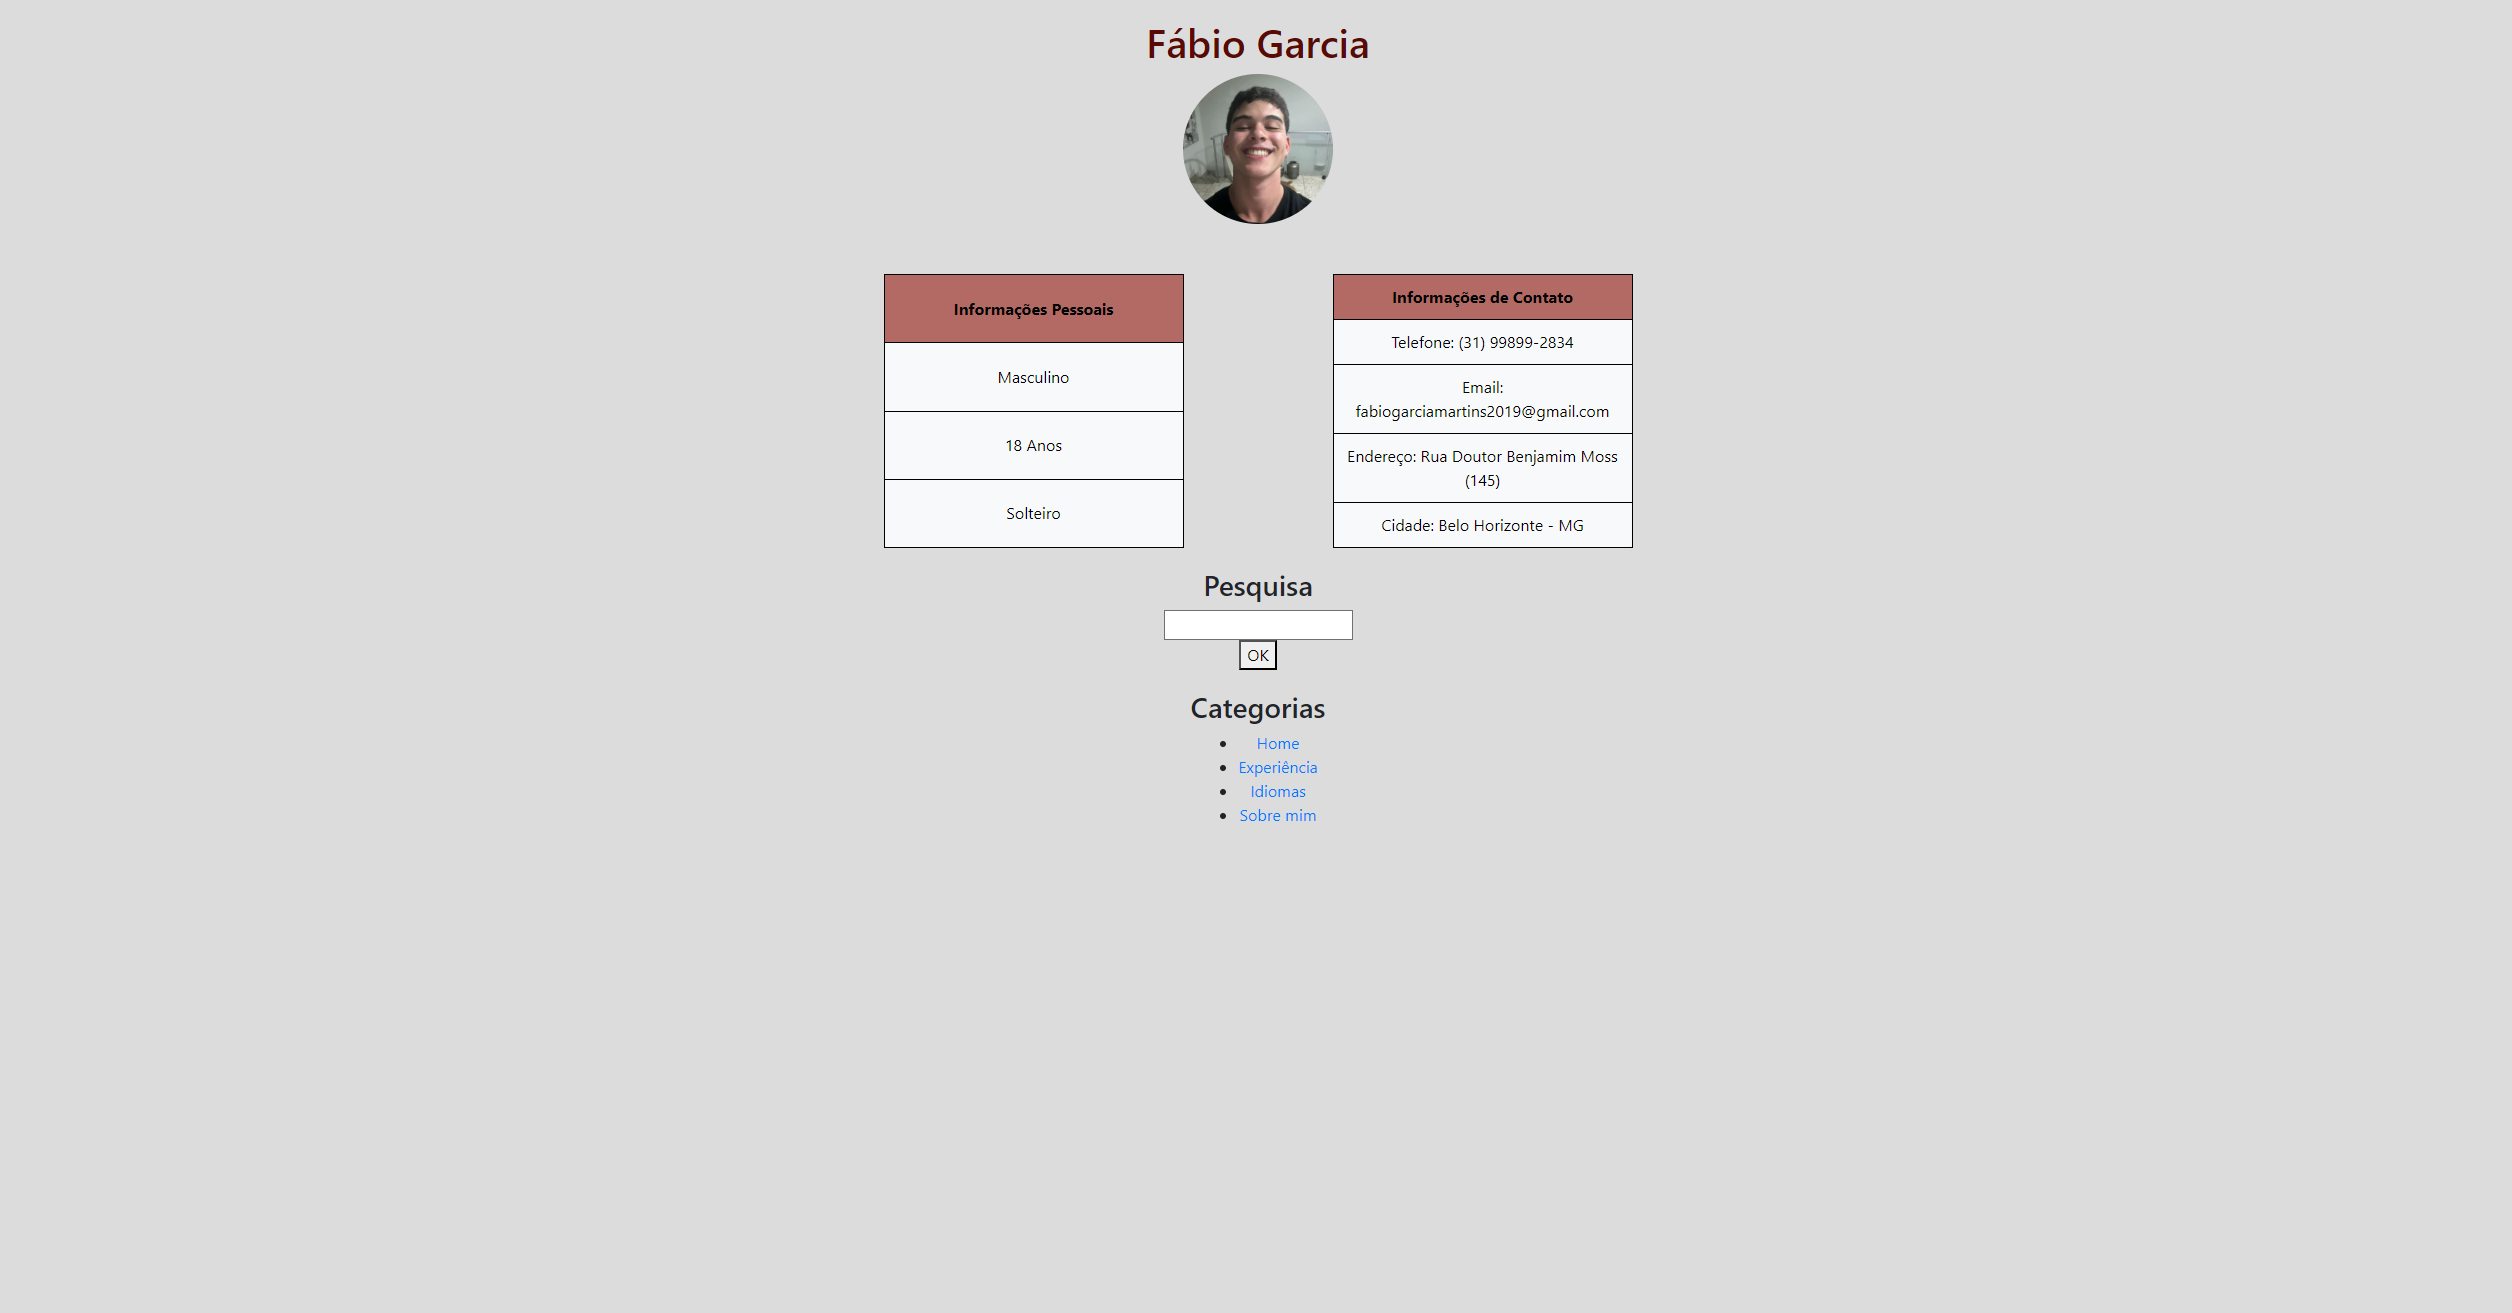 Fábio Garcia
Informações Pessoais
Masculino
18 Anos
Solteiro
Informações de Contato
Telefone: (31) 99899-2834
Email:
fabiogarciamartins2019@gmail.com
Endereço: Rua Doutor Benjamim Moss
(145)
Cidade: Belo Horizonte - MG
Pesquisa
OK
Categorias
Home
Experiência
Idiomas
Sobre mim